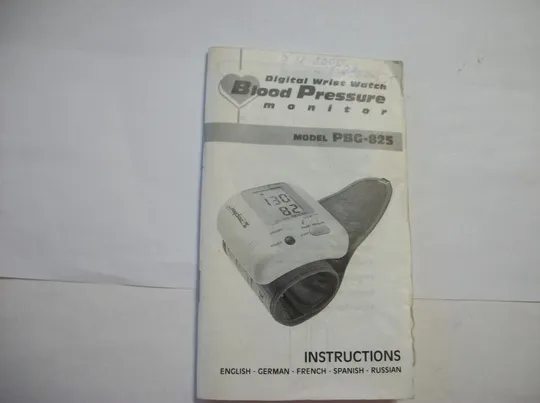 Digital Wrist Watch
Blood Pressure
monitor
MODEL PBG-825
130
82
INSTRUCTIONS
ENGLISH - GERMAN - FRENCH - SPANISH - RUSSIAN